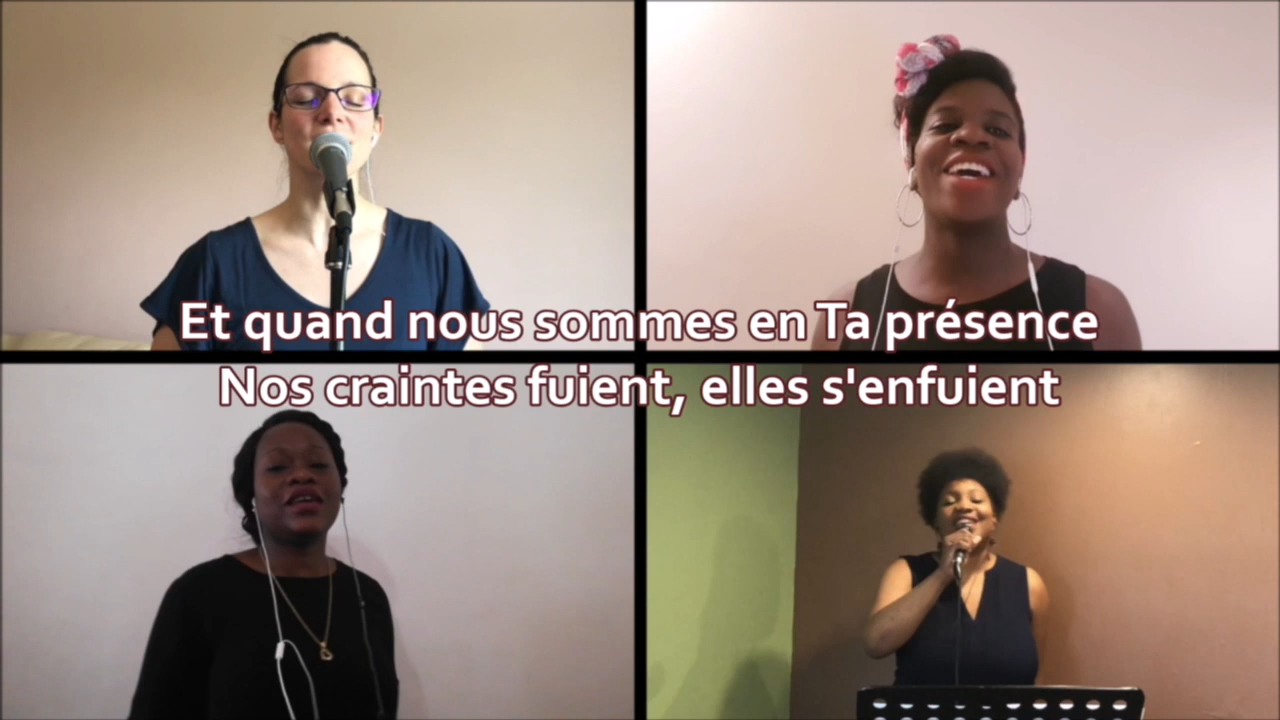 Et quand nous sommes en Ta présence
Nos craintes fuient, elles s'enfuient